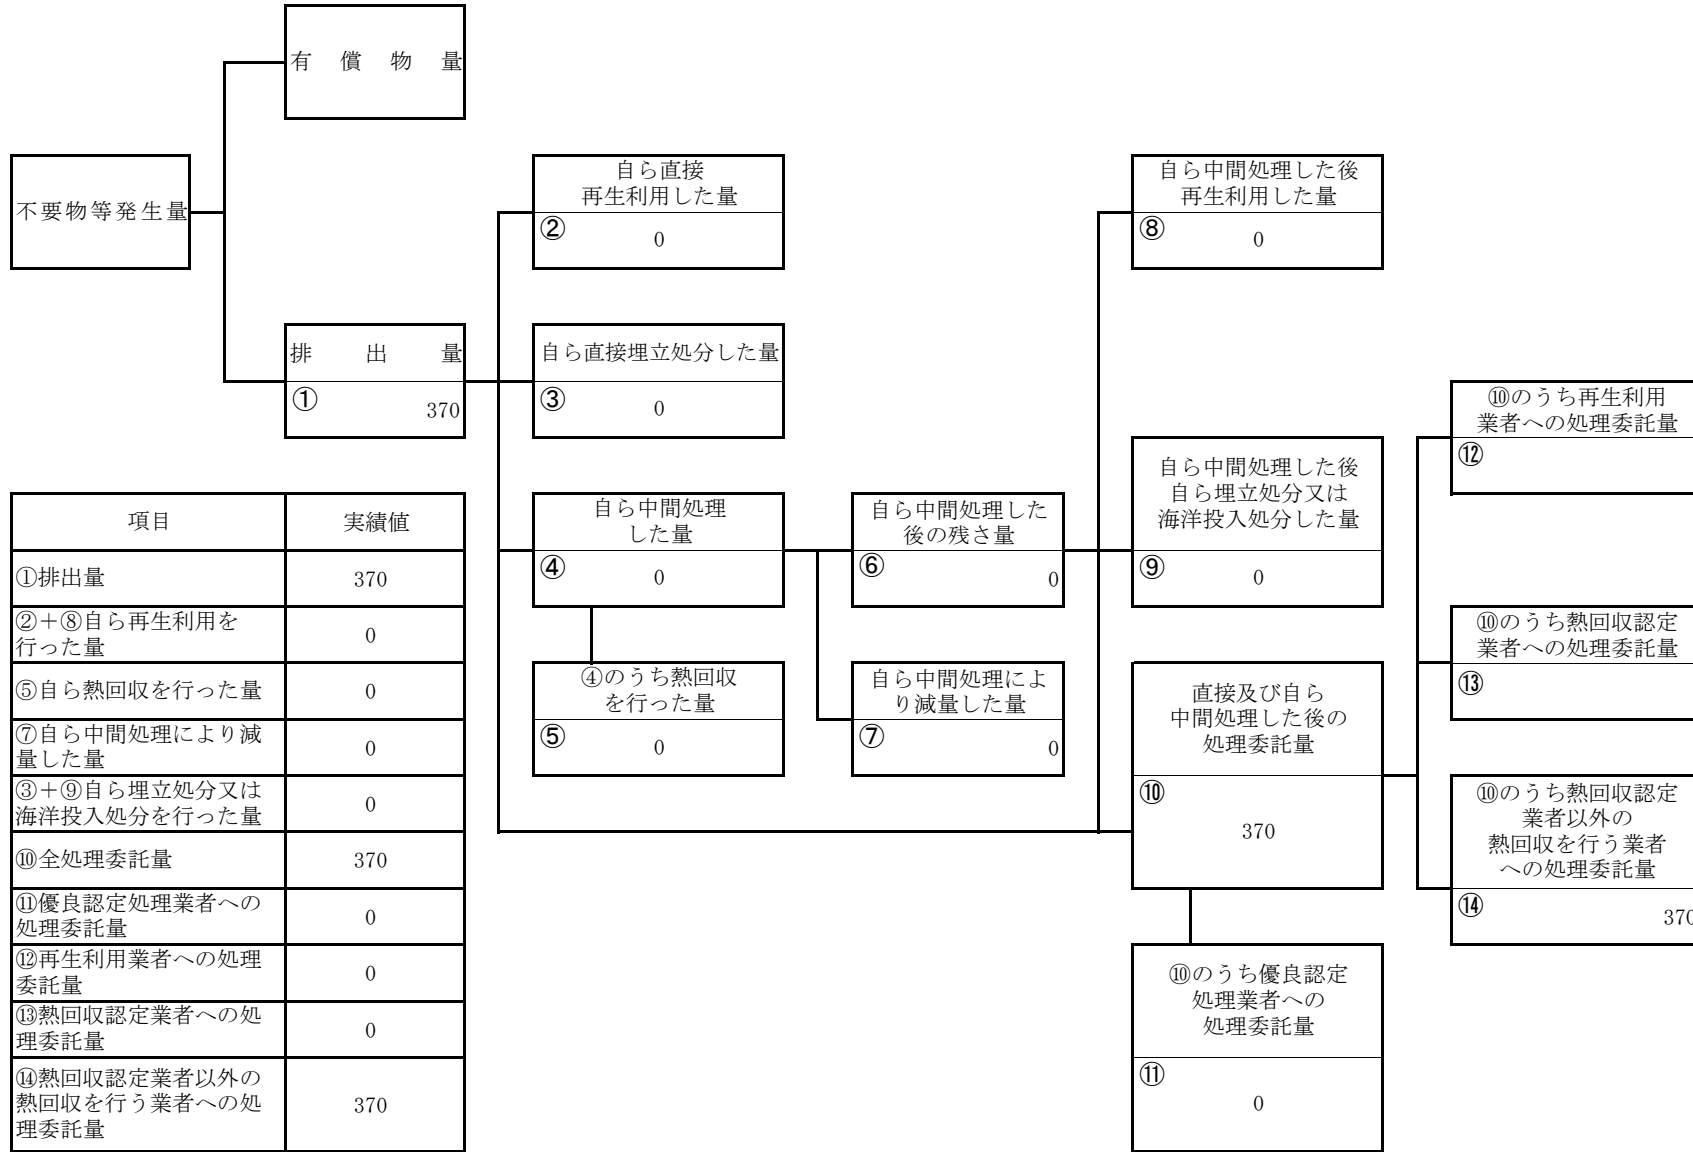 有償物量
不要物等発生量
自ら直接
再生利用した量
②
0
自ら中間処理した後
再生利用した量
⑧
0
排出量
①
370
自ら直接埋立処分した量
③
0
⑩のうち再生利用
業者への処理委託量
⑫
自ら中間処理した後
自ら埋立処分又は
海洋投入処分した量
⑨
0
自ら中間処理
した量
④
0
自ら中間処理した
後の残さ量
⑥
0
⑩のうち熱回収認定
業者への処理委託量
⑬
④のうち熱回収
を行った量
⑤
0
自ら中間処理によ
り減量した量
⑦
0
直接及び自ら
中間処理した後の
処理委託量
⑩
370
⑩のうち熱回収認定
業者以外の
熱回収を行う業者
への処理委託量
⑭
370
⑩のうち優良認定
処理業者への
処理委託量
⑪
0
項目 実績値
①排出量 370
②＋⑧自ら再生利用を
行った量 0
⑤自ら熱回収を行った量 0
⑦自ら中間処理により減
量した量 0
③＋⑨自ら埋立処分又は
海洋投入処分を行った量 0
⑩全処理委託量 370
⑪優良認定処理業者への
処理委託量 0
⑫再生利用業者への処理
委託量 0
⑬熱回収認定業者への処
理委託量 0
⑭熱回収認定業者以外の
熱回収を行う業者への処
理委託量 370